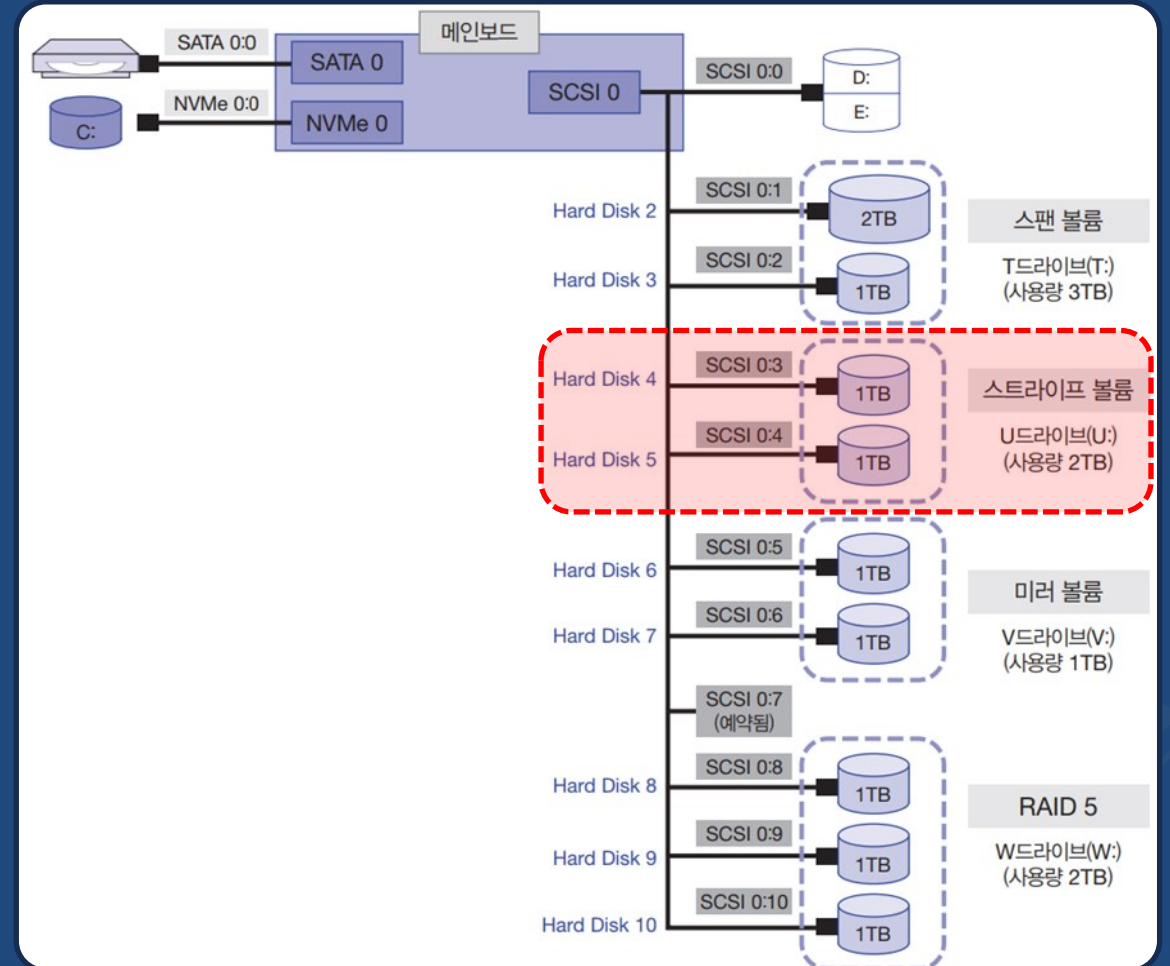 메인보드
SATA 0:0
SATA 0
NVMe 0:0
NVMe 0
C:
SCSI 0
SCSI 0:0
D:
E:
Hard Disk 2
SCSI 0:1
2TB
Hard Disk 3
SCSI 0:2
1TB
스팬 볼륨
T드라이브(T:)
(사용량 3TB)
Hard Disk 4
SCSI 0:3
1TB
Hard Disk 5
SCSI 0:4
1TB
스트라이프 볼륨
U드라이브(U:)
(사용량 2TB)
Hard Disk 6
SCSI 0:5
1TB
Hard Disk 7
SCSI 0:6
1TB
미러 볼륨
V드라이브(V:)
(사용량 1TB)
SCSI 0:7
(예약됨)
Hard Disk 8
SCSI 0:8
1TB
Hard Disk 9
SCSI 0:9
1TB
Hard Disk 10
SCSI 0:10
1TB
RAID 5
W드라이브(W:)
(사용량 2TB)